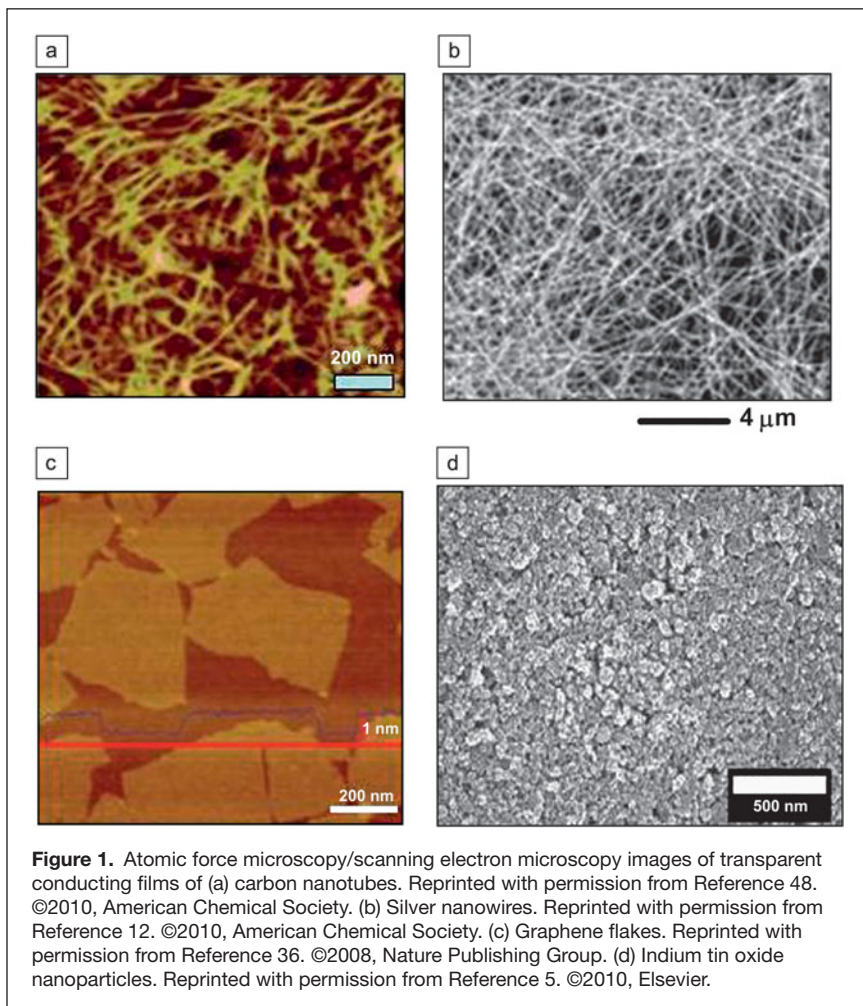 a
b
200 nm
4 μm
c
d
1 nm
200 nm
500 nm
Figure 1. Atomic force microscopy/scanning electron microscopy images of transparent
conducting films of (a) carbon nanotubes. Reprinted with permission from Reference 48.
©2010, American Chemical Society. (b) Silver nanowires. Reprinted with permission from
Reference 12. ©2010, American Chemical Society. (c) Graphene flakes. Reprinted with
permission from Reference 36. ©2008, Nature Publishing Group. (d) Indium tin oxide
nanoparticles. Reprinted with permission from Reference 5. ©2010, Elsevier.